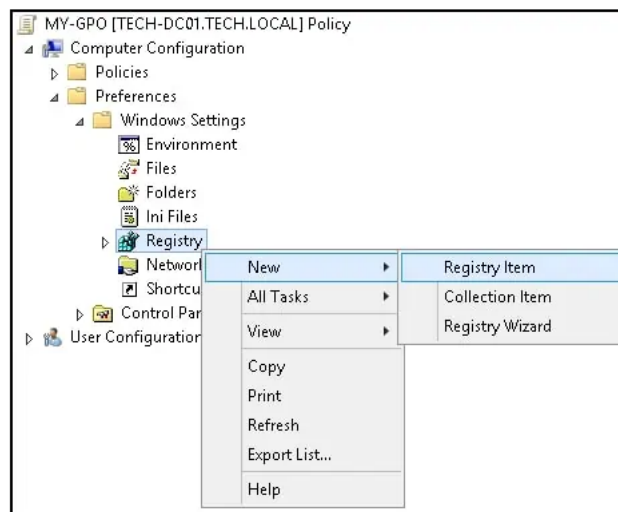 MY-GPO [TECH-DC01.TECH.LOCAL] Policy
Computer Configuration
Policies
Preferences
Windows Settings
Environment
Files
Folders
Ini Files
Registry
New
Registry Item
Networ
All Tasks
Collection Item
Shortcu
Control Par
View
Registry Wizard
User Configuration
Copy
Print
Refresh
Export List...
Help